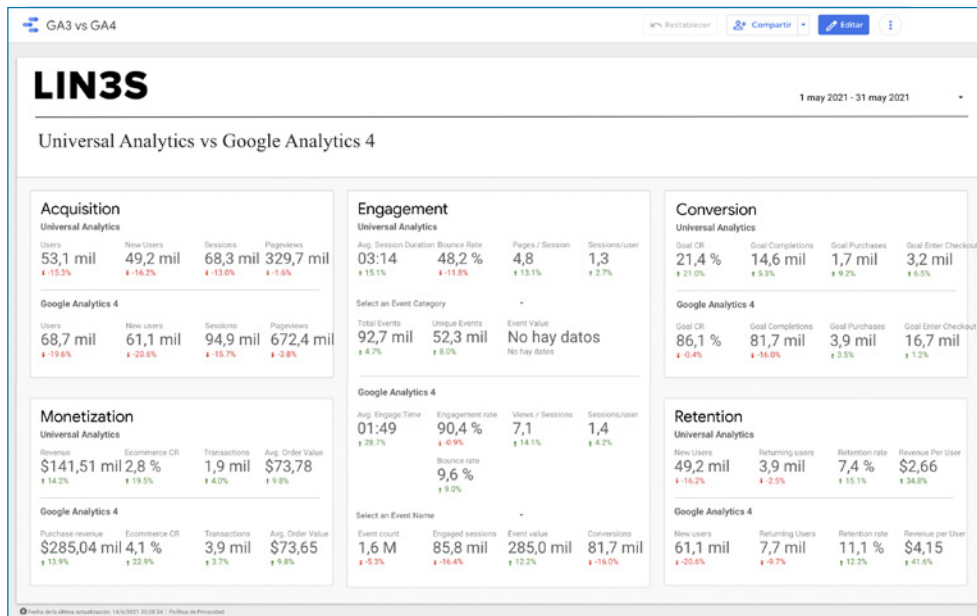 GA3 vs GA4
Restablecer
Compartir
Editar
LIN3S
1 may 2021 - 31 may 2021
Universal Analytics vs Google Analytics 4
Acquisition
Universal Analytics
Users New Users Sessions Pageviews
53,1 mil 49,2 mil 68,3 mil 329,7 mil
-15.3% -16.2% -13.0% -1.6%
Google Analytics 4
Users New users Sessions Pageviews
68,7 mil 61,1 mil 94,9 mil 672,4 mil
-19.6% -20.6% -15.7% -3.8%
Monetization
Universal Analytics
Revenue Ecommerce CR Transactions Avg. Order Value
$141,51 mil 2,8 % 1,9 mil $73,78
14.2% 19.5% 4.0% 9.8%
Google Analytics 4
Purchase revenue Ecommerce CR Transactions Avg. Order Value
$285,04 mil 4,1 % 3,9 mil $73,65
13.9% 22.9% 3.7% 9.8%
Engagement
Universal Analytics
Avg. Session Duration Bounce Rate Pages / Session Sessions/user
03:14 48,2 % 4,8 1,3
15.1% -11.8% 13.1% 2.7%
Select an Event Category
Total Events Unique Events Event Value
92,7 mil 52,3 mil No hay datos
4.7% 8.0% No hay datos
Google Analytics 4
Avg. Engage.Time Engagement rate Views / Sessions Sessions/user
01:49 90,4 % 7,1 1,4
28.7% -0.9% 14.1% 4.2%
Bounce rate
9,6 %
9.0%
Select an Event Name
Event count Engaged sessions Event value Conversions
1,6 M 85,8 mil 285,0 mil 81,7 mil
-5.3% -16.4% 12.2% -16.0%
Conversion
Universal Analytics
Goal CR Goal Completions Goal Purchases Goal Enter Checkout
21,4 % 14,6 mil 1,7 mil 3,2 mil
21.0% 5.3% 9.2% 6.5%
Google Analytics 4
Goal CR Goal Completions Goal Purchases Goal Enter Checkout
86,1 % 81,7 mil 3,9 mil 16,7 mil
-0.4% -16.0% 3.5% 1.2%
Retention
Universal Analytics
New Users Returning users Retention rate Revenue Per User
49,2 mil 3,9 mil 7,4 % $2,66
-16.2% -2.5% 15.1% 34.8%
Google Analytics 4
New users Returning Users Retention rate Revenue per User
61,1 mil 7,7 mil 11,1 % $4,15
-20.6% -9.7% 12.2% 41.6%
Fecha de la última actualización: 14/6/2021 20:08:34 | Política de Privacidad